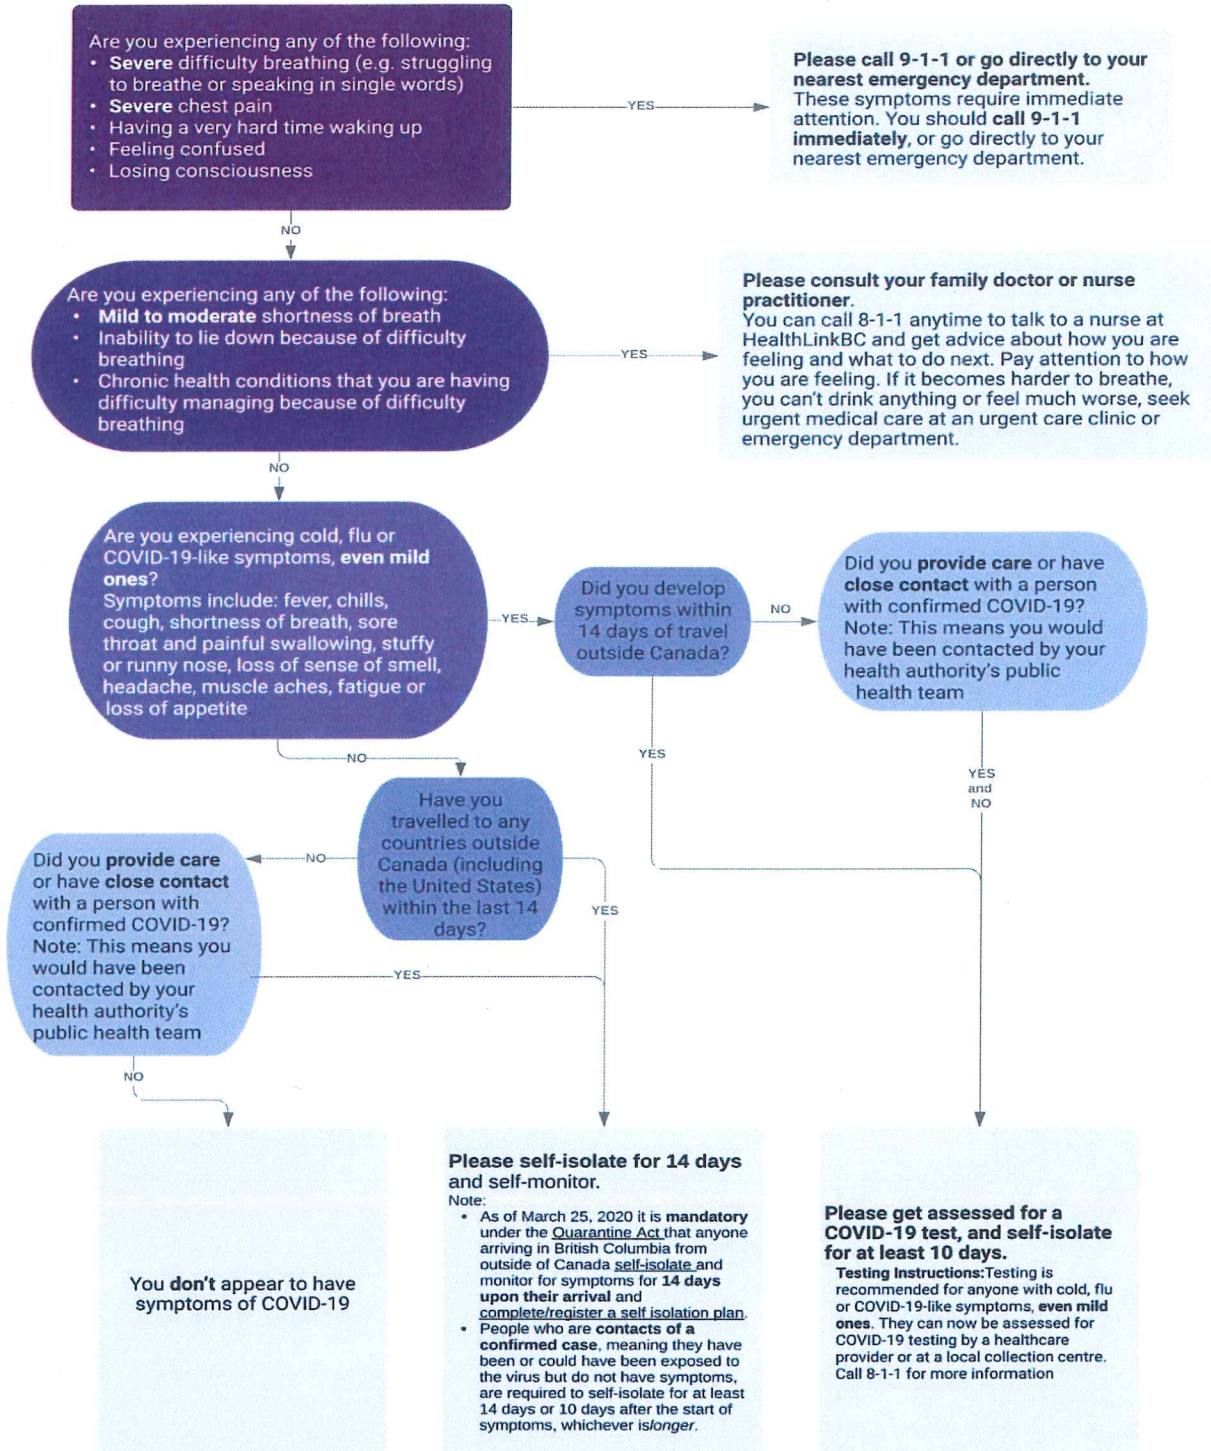 Are you experiencing any of the following:
• Severe difficulty breathing (e.g. struggling
to breathe or speaking in single words)
• Severe chest pain
• Having a very hard time waking up
• Feeling confused
• Losing consciousness
YES
Please call 9-1-1 or go directly to your
nearest emergency department.
These symptoms require immediate
attention. You should call 9-1-1
immediately, or go directly to your
nearest emergency department.
NO
Are you experiencing any of the following:
• Mild to moderate shortness of breath
• Inability to lie down because of difficulty
breathing
• Chronic health conditions that you are having
difficulty managing because of difficulty
breathing
YES
Please consult your family doctor or nurse
practitioner.
You can call 8-1-1 anytime to talk to a nurse at
HealthLinkBC and get advice about how you are
feeling and what to do next. Pay attention to how
you are feeling. If it becomes harder to breathe,
you can't drink anything or feel much worse, seek
urgent medical care at an urgent care clinic or
emergency department.
NO
Are you experiencing cold, flu or
COVID-19-like symptoms, even mild
ones?
Symptoms include: fever, chills,
cough, shortness of breath, sore
throat and painful swallowing, stuffy
or runny nose, loss of sense of smell,
headache, muscle aches, fatigue or
loss of appetite
YES
Did you develop
symptoms within
14 days of travel
outside Canada?
NO
Did you provide care or have
close contact with a person
with confirmed COVID-19?
Note: This means you would
have been contacted by your
health authority's public
health team
NO
YES
YES
and
NO
Have you
travelled to any
countries outside
Canada (including
the United States)
within the last 14
days?
NO
YES
Did you provide care
or have close contact
with a person with
confirmed COVID-19?
Note: This means you
would have been
contacted by your
health authority's
public health team
YES
NO
You don't appear to have
symptoms of COVID-19
Please self-isolate for 14 days
and self-monitor.
Note:
• As of March 25, 2020 it is mandatory
under the Quarantine Act that anyone
arriving in British Columbia from
outside of Canada self-isolate and
monitor for symptoms for 14 days
upon their arrival and
complete/register a self isolation plan.
• People who are contacts of a
confirmed case, meaning they have
been or could have been exposed to
the virus but do not have symptoms,
are required to self-isolate for at least
14 days or 10 days after the start of
symptoms, whichever islonger.
Please get assessed for a
COVID-19 test, and self-isolate
for at least 10 days.
Testing Instructions:Testing is
recommended for anyone with cold, flu
or COVID-19-like symptoms, even mild
ones. They can now be assessed for
COVID-19 testing by a healthcare
provider or at a local collection centre.
Call 8-1-1 for more information